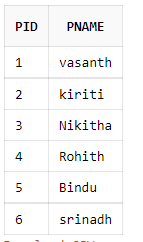 PID PNAME
1 vasanth
2 kiriti
3 Nikitha
4 Rohith
5 Bindu
6 srinadh